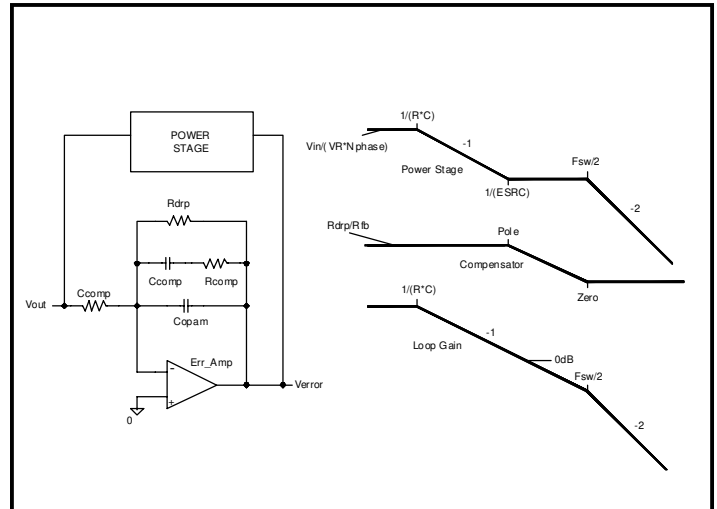 POWER
STAGE
Rdrp
Ccomp
Rcomp
Vout
Ccomp
Copam
Err_Amp
-
+
0
Verror
1/(R*C)
Vin/( VR*N phase)
-1
Power Stage
Fsw/2
1/(ESRC)
-2
Rdrp/Rfb
Pole
Compensator
Zero
1/(R*C)
-1
Loop Gain
0dB
Fsw/2
-2